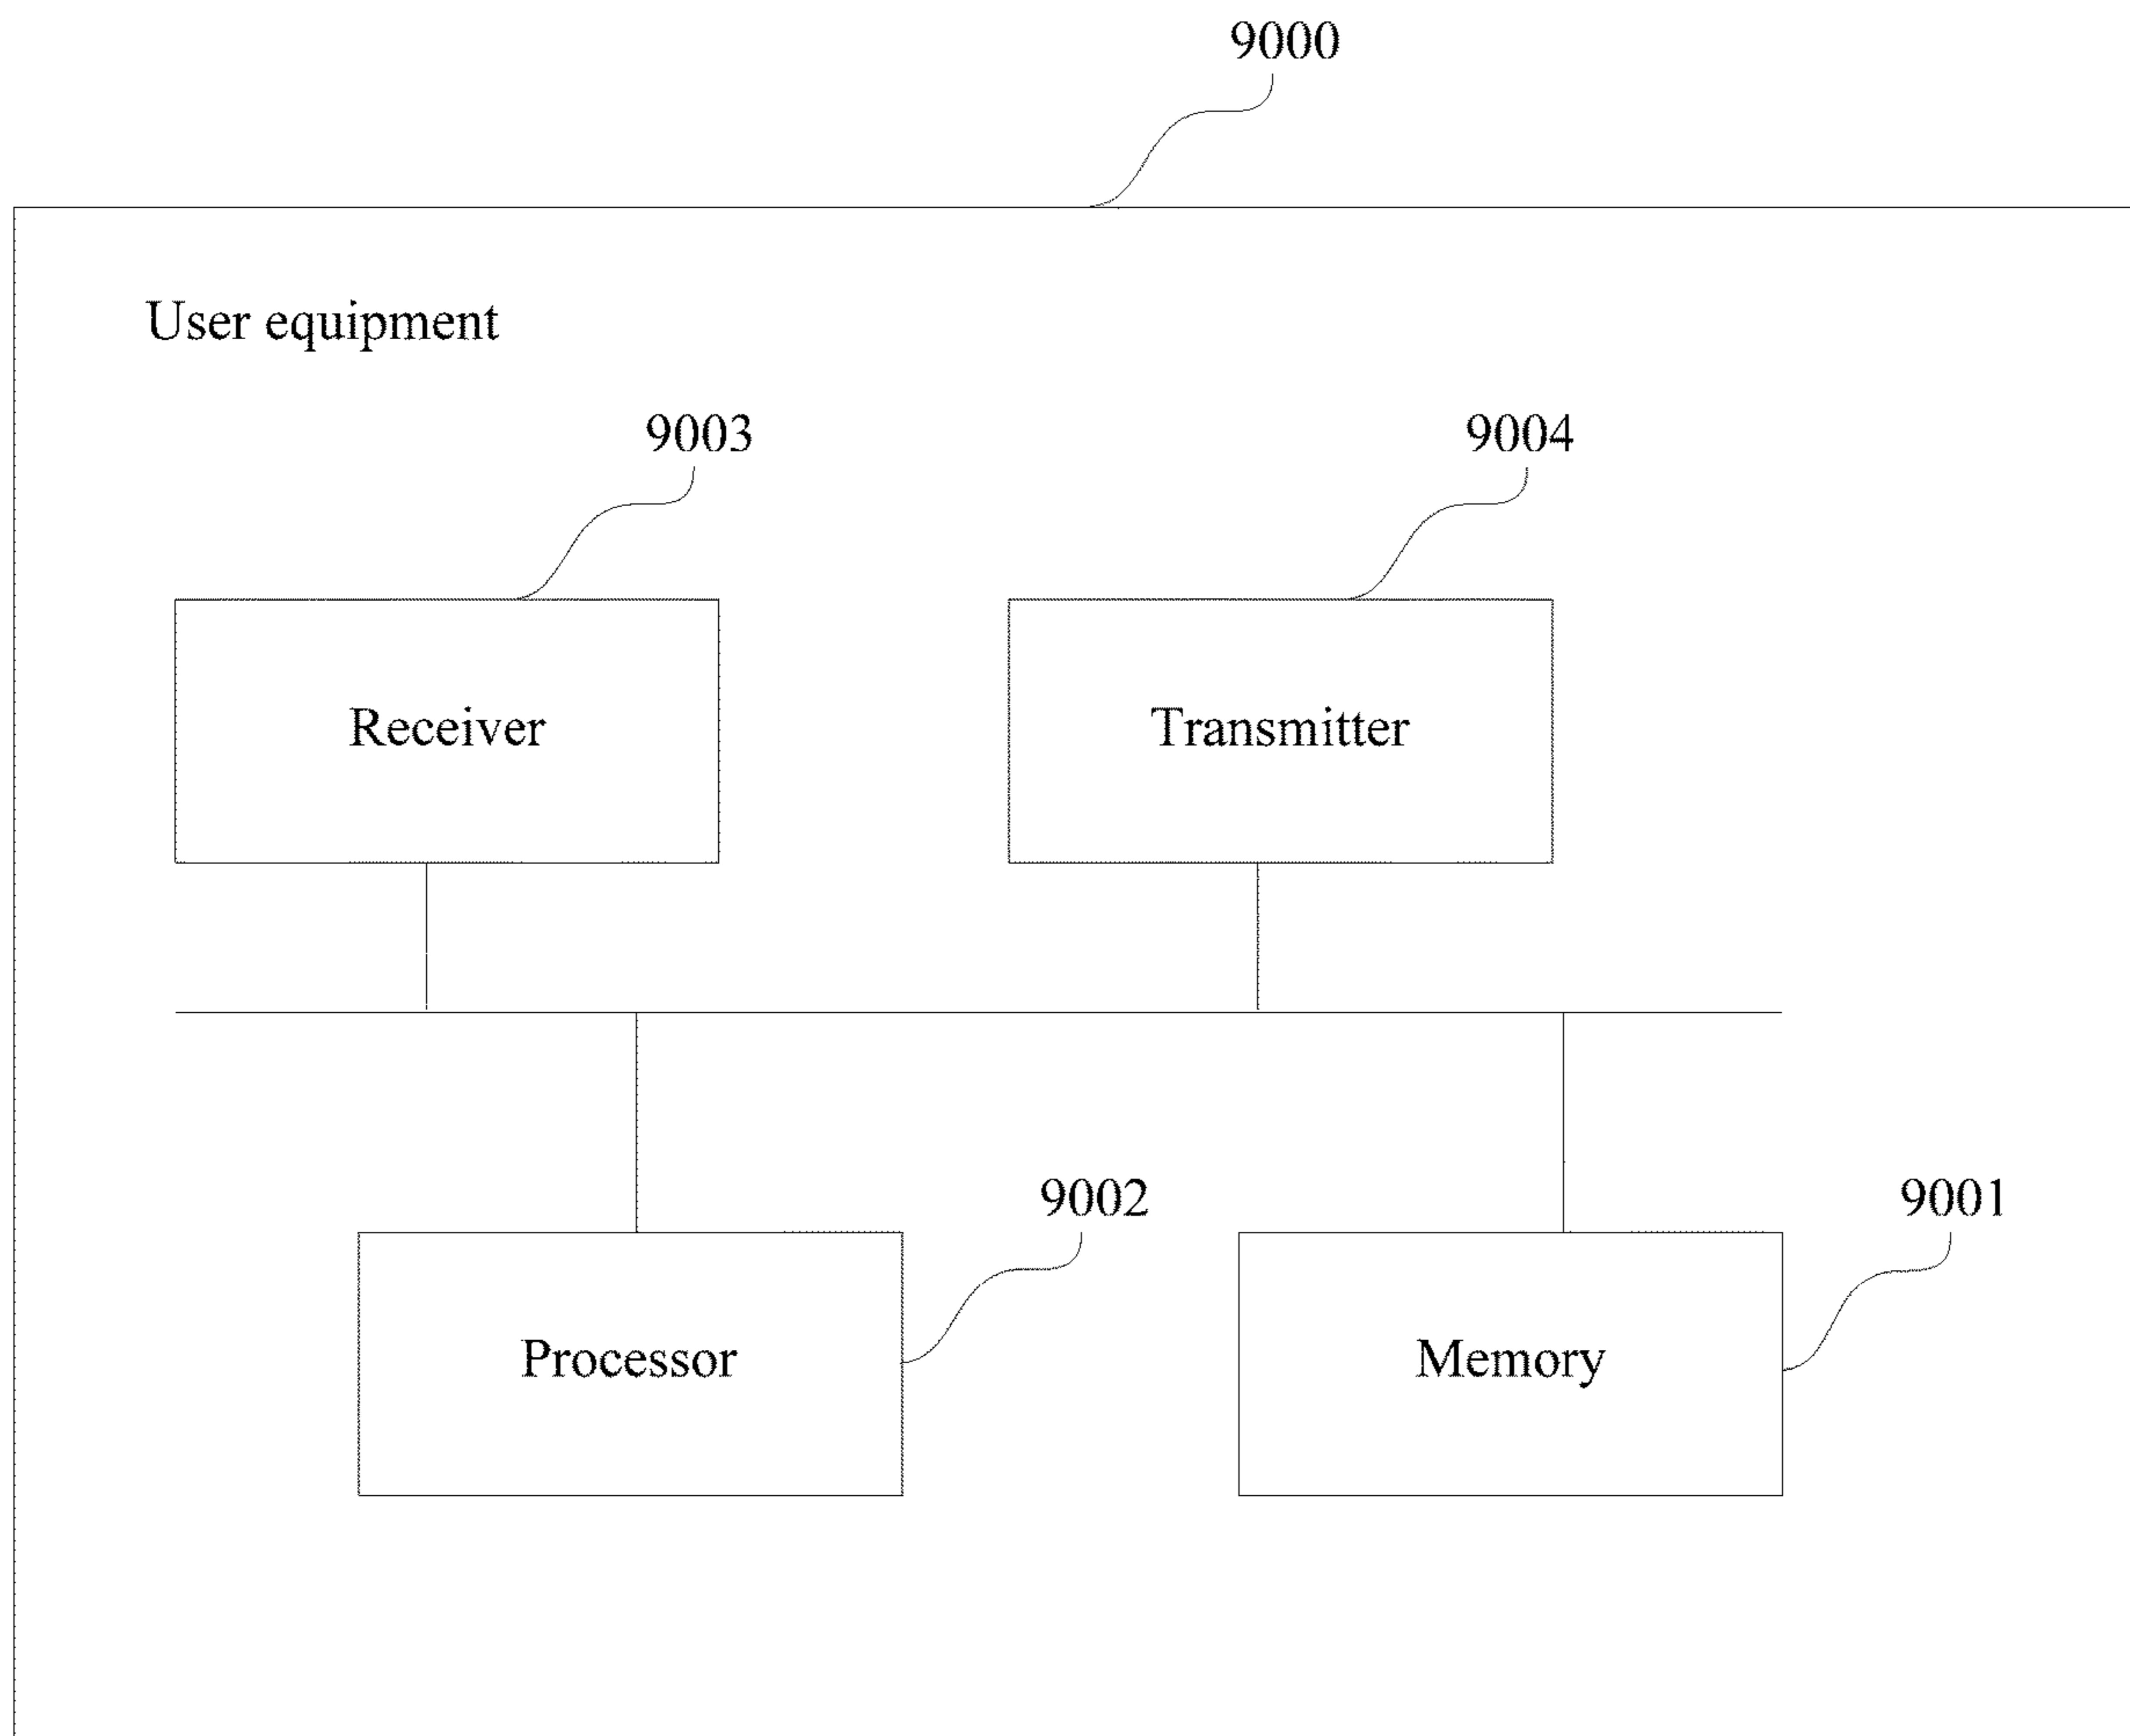 9000
User equipment
9003
9004
Receiver
Transmitter
9002
9001
Processor
Memory